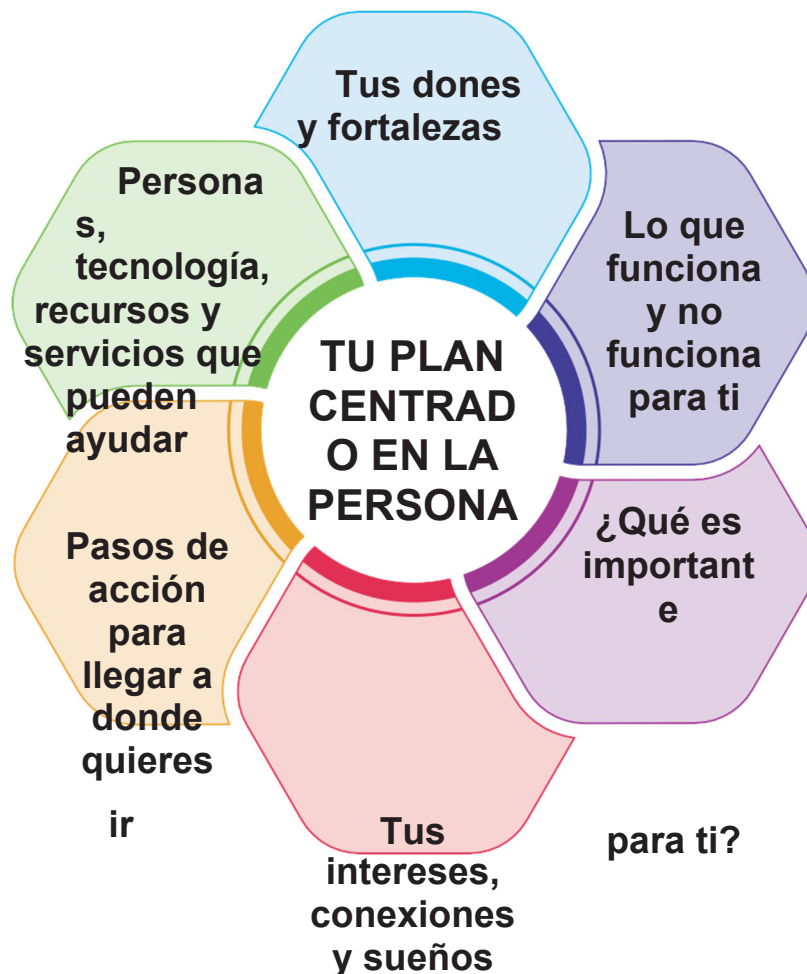 Tus dones
y fortalezas
Persona
s,
tecnología,
recursos y
servicios que
pueden
ayudar
Lo que
funciona
y no
funciona
para ti
TU PLAN
CENTRAD
O EN LA
PERSONA
¿Qué es
important
e
para ti?
Pasos de
acción
para
llegar a
donde
quieres
ir
Tus
intereses,
conexiones
y sueños